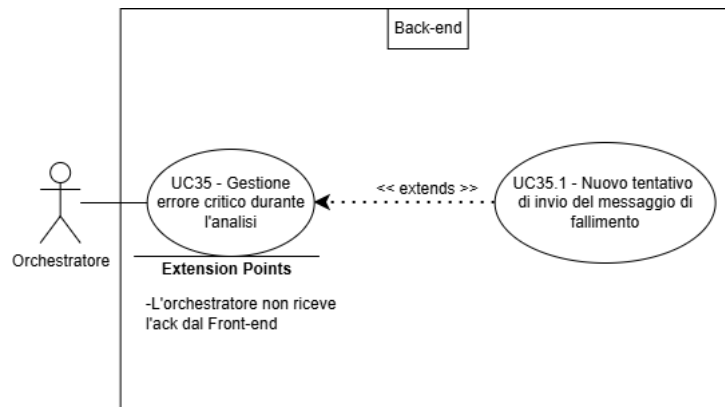 Back-end
UC35 - Gestione
errore critico durante
l'analisi
<< extends >>
UC35.1 - Nuovo tentativo
di invio del messaggio di
fallimento
Orchestratore
Extension Points
-L'orchestratore non riceve
l'ack dal Front-end